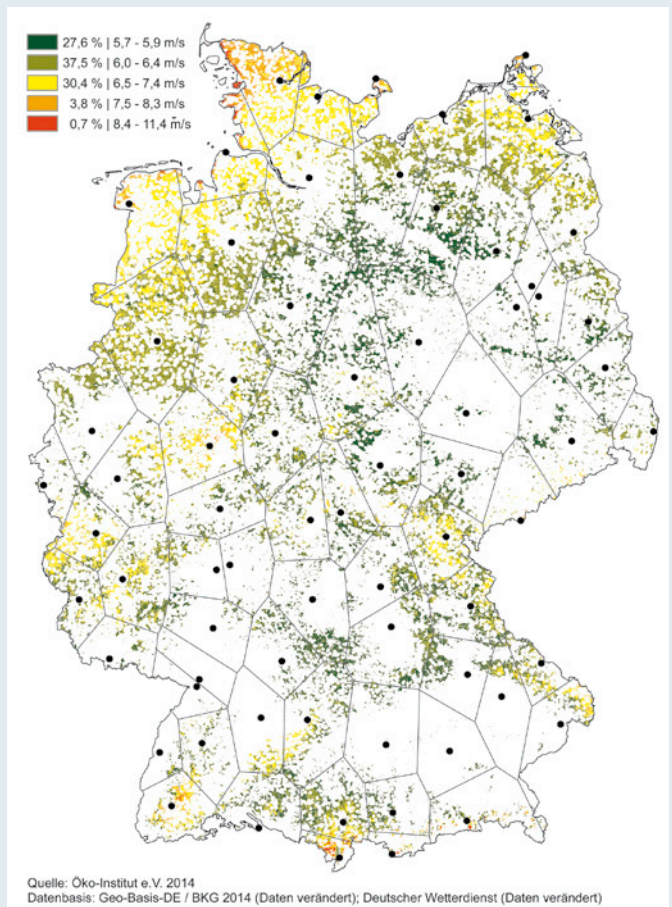 27,6 % | 5,7 - 5,9 m/s
37,5 % | 6,0 - 6,4 m/s
30,4 % | 6,5 - 7,4 m/s
3,8 % | 7,5 - 8,3 m/s
0,7 % | 8,4 - 11,4 m/s
Quelle: Öko-Institut e.V. 2014
Datenbasis: Geo-Basis-DE / BKG 2014 (Daten verändert); Deutscher Wetterdienst (Daten verändert)